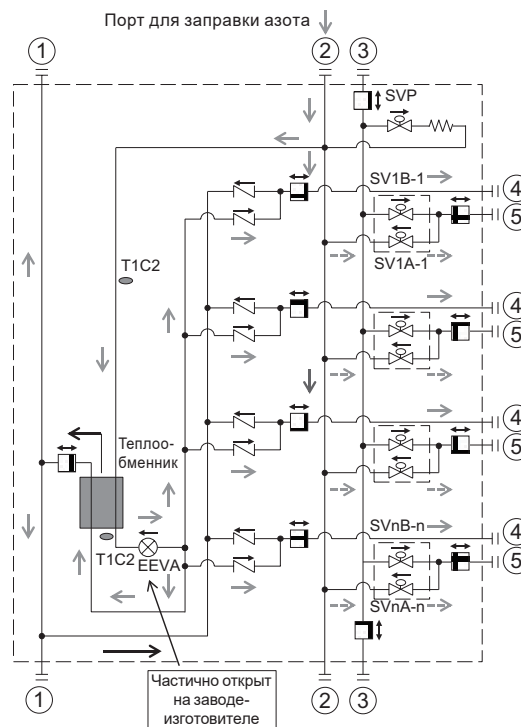 Порт для заправки азота
1
2
3
SVP
SV1B-1
4
5
SV1A-1
T1C2
4
5
4
5
Теплоо-
бменник
T1C2
EEVA
SVnB-n
4
5
SVnA-n
1
2
3
Частично открыт
на заводе-
изготовителе